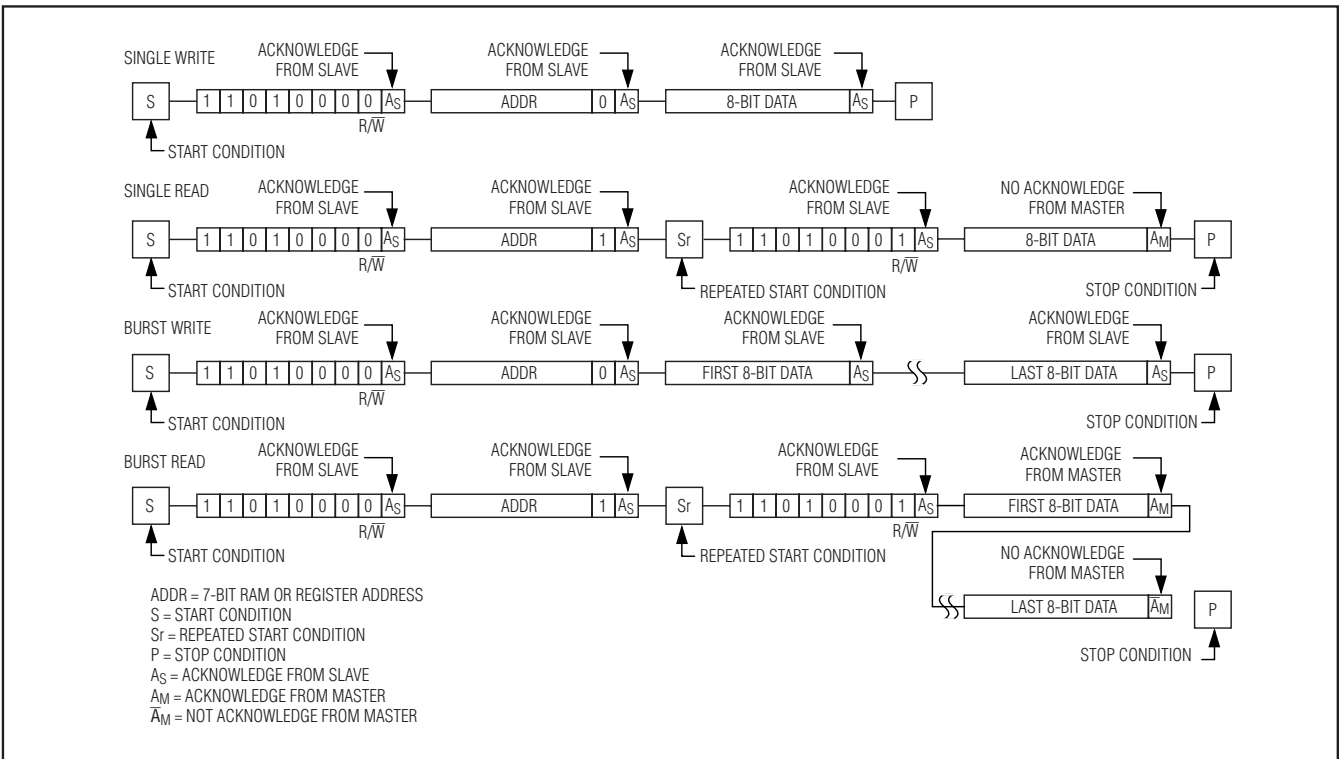 SINGLE WRITE
ACKNOWLEDGE
FROM SLAVE
ACKNOWLEDGE
FROM SLAVE
ACKNOWLEDGE
FROM SLAVE
S 1 1 0 1 0 0 0 0 AS ADDR 0 AS 8-BIT DATA AS P
R/W̅
START CONDITION
SINGLE READ
ACKNOWLEDGE
FROM SLAVE
ACKNOWLEDGE
FROM SLAVE
ACKNOWLEDGE
FROM SLAVE
NO ACKNOWLEDGE
FROM MASTER
S 1 1 0 1 0 0 0 0 AS ADDR 1 AS Sr 1 1 0 1 0 0 0 1 AS 8-BIT DATA AM P
R/W̅ R/W̅
START CONDITION REPEATED START CONDITION STOP CONDITION
BURST WRITE
ACKNOWLEDGE
FROM SLAVE
ACKNOWLEDGE
FROM SLAVE
ACKNOWLEDGE
FROM SLAVE
ACKNOWLEDGE
FROM SLAVE
S 1 1 0 1 0 0 0 0 AS ADDR 0 AS FIRST 8-BIT DATA AS LAST 8-BIT DATA AS P
R/W̅
START CONDITION STOP CONDITION
BURST READ
ACKNOWLEDGE
FROM SLAVE
ACKNOWLEDGE
FROM SLAVE
ACKNOWLEDGE
FROM SLAVE
ACKNOWLEDGE
FROM MASTER
S 1 1 0 1 0 0 0 0 AS ADDR 1 AS Sr 1 1 0 1 0 0 0 1 AS FIRST 8-BIT DATA AM
R/W̅ R/W̅
START CONDITION REPEATED START CONDITION
NO ACKNOWLEDGE
FROM MASTER
LAST 8-BIT DATA A̅M P
STOP CONDITION
ADDR = 7-BIT RAM OR REGISTER ADDRESS
S = START CONDITION
Sr = REPEATED START CONDITION
P = STOP CONDITION
AS = ACKNOWLEDGE FROM SLAVE
AM = ACKNOWLEDGE FROM MASTER
A̅M = NOT ACKNOWLEDGE FROM MASTER